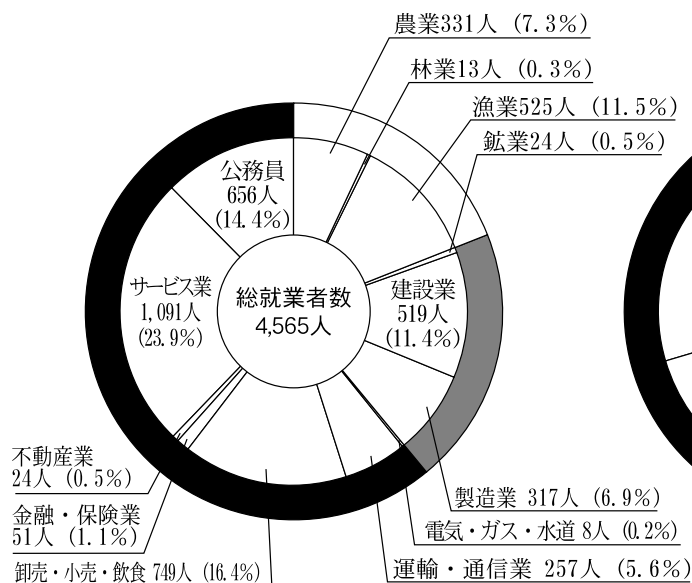 農業331人（7.3%）
林業13人（0.3%）
漁業525人（11.5%）
鉱業24人（0.5%）
公務員
656人
(14.4%)
サービス業
1,091人
(23.9%)
総就業者数
4,565人
建設業
519人
(11.4%)
不動産業
24人（0.5%）
金融・保険業
51人（1.1%）
卸売・小売・飲食 749人（16.4%）
製造業 317人（6.9%）
電気・ガス・水道 8人（0.2%）
運輸・通信業 257人（5.6%）